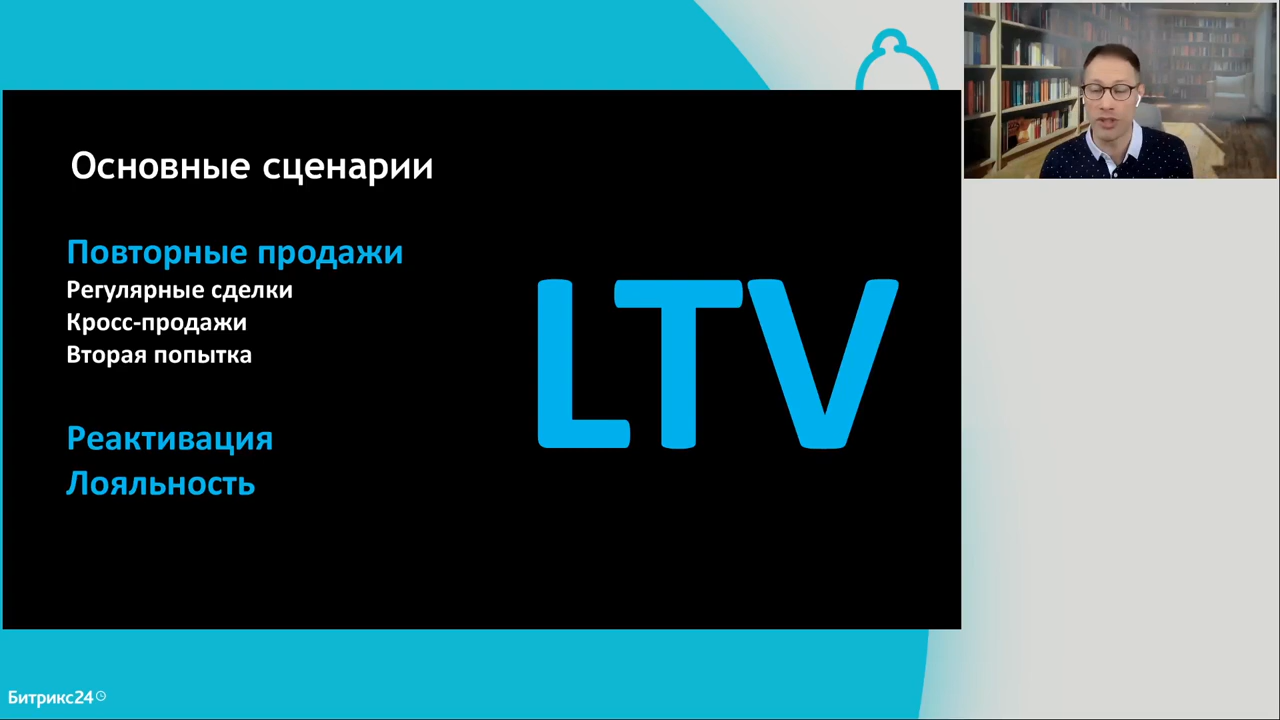 Основные сценарии
Повторные продажи
Регулярные сделки
Кросс-продажи
Вторая попытка
Реактивация
Лояльность
LTV
Битрикс24